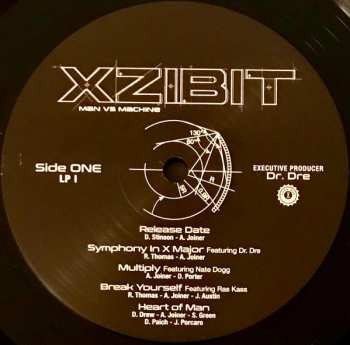 XZIBIT
MAN VS MACHINE
130°
80°
R
Side ONE
LP I
EXECUTIVE PRODUCER
Dr. Dre
Release Date
D. Stinson - A. Joiner
Symphony in X Major Featuring Dr. Dre
R. Thomas - A. Joiner
Multiply Featuring Nate Dogg
A. Joiner - D. Porter
Break Yourself Featuring Ras Kass
R. Thomas - A. Joiner - J. Austin
Heart of Man
D. Drew - A. Joiner - S. Green
D. Paich - J. Porcaro